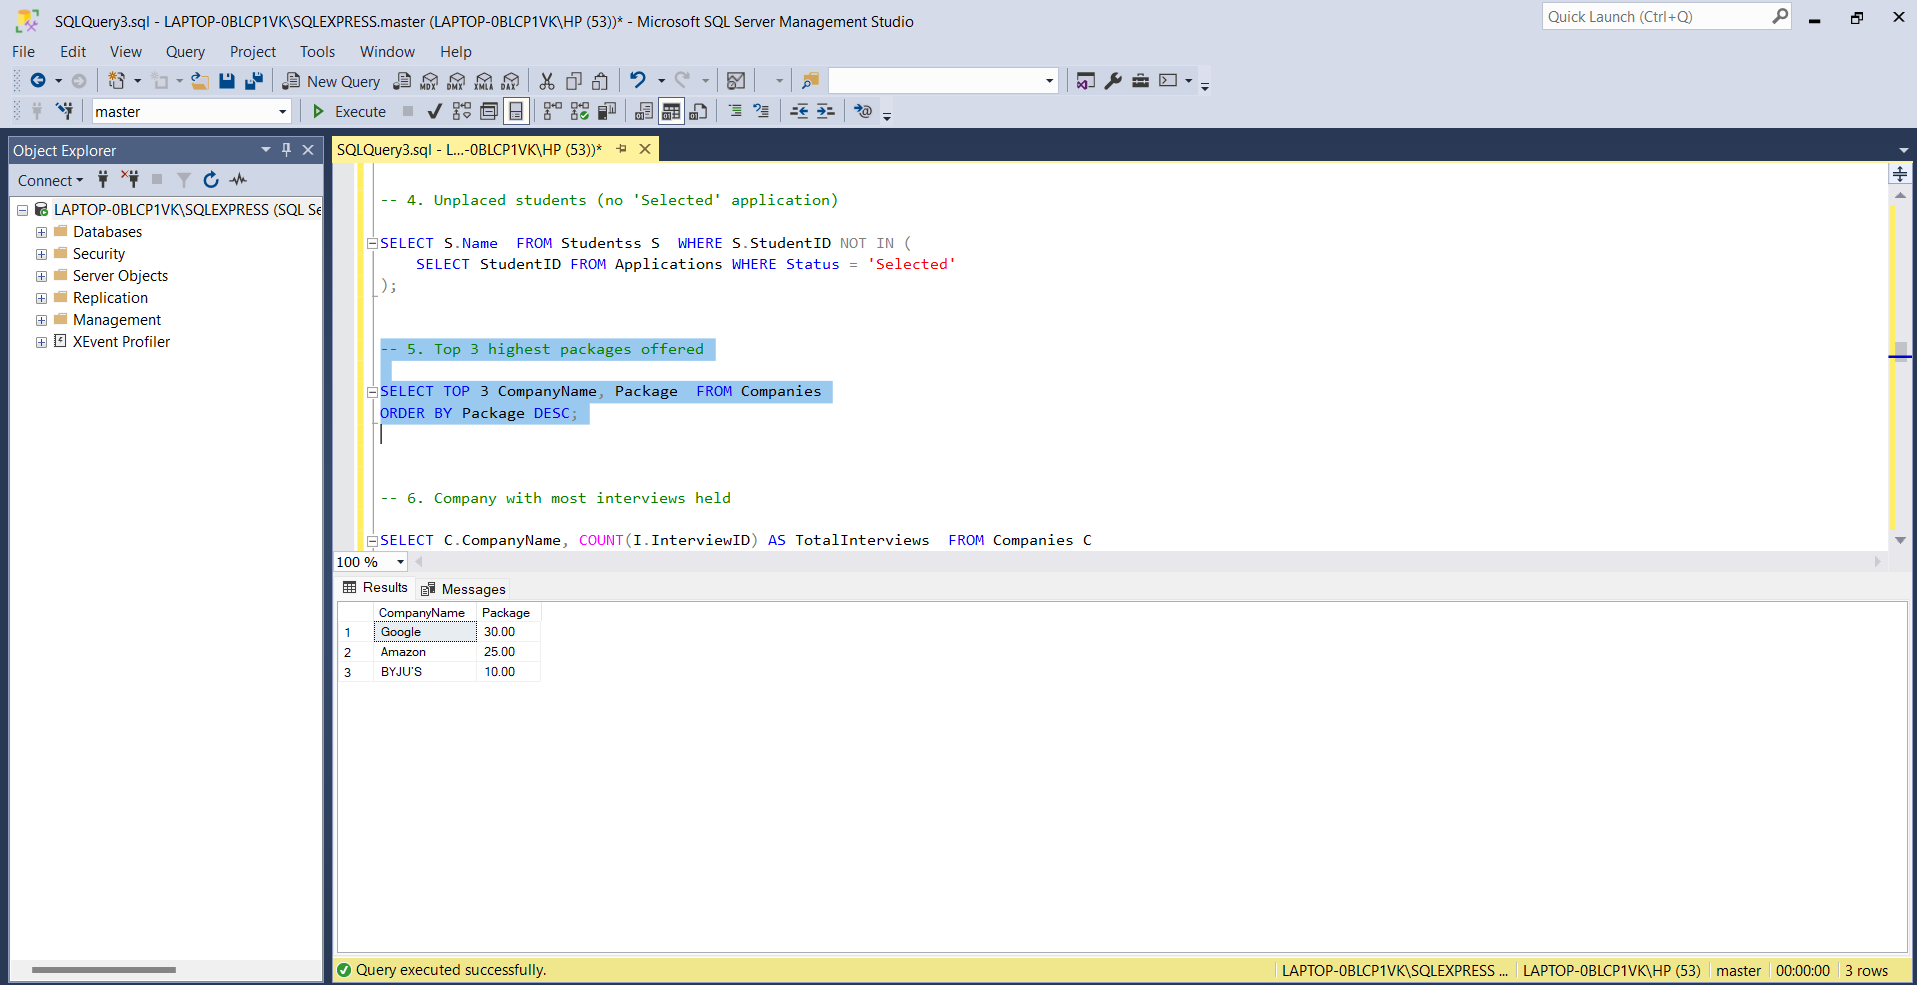 SQLQuery3.sql - LAPTOP-0BLCP1VK\SQLEXPRESS.master (LAPTOP-0BLCP1VK\HP (53))* - Microsoft SQL Server Management Studio
Quick Launch (Ctrl+Q)
File Edit View Query Project Tools Window Help
New Query MDX DMX XMLA DAX
master Execute
Object Explorer
Connect
LAPTOP-0BLCP1VK\SQLEXPRESS (SQL Se
Databases
Security
Server Objects
Replication
Management
XEvent Profiler
SQLQuery3.sql - L...-0BLCP1VK\HP (53))*
-- 4. Unplaced students (no 'Selected' application)
SELECT S.Name  FROM Studentss S  WHERE S.StudentID NOT IN (
    SELECT StudentID FROM Applications WHERE Status = 'Selected'
);
-- 5. Top 3 highest packages offered
SELECT TOP 3 CompanyName, Package  FROM Companies
ORDER BY Package DESC;
-- 6. Company with most interviews held
SELECT C.CompanyName, COUNT(I.InterviewID) AS TotalInterviews  FROM Companies C
100 %
Results Messages
CompanyName Package
1 Google 30.00
2 Amazon 25.00
3 BYJU'S 10.00
Query executed successfully.
LAPTOP-0BLCP1VK\SQLEXPRESS ... LAPTOP-0BLCP1VK\HP (53) master 00:00:00 3 rows